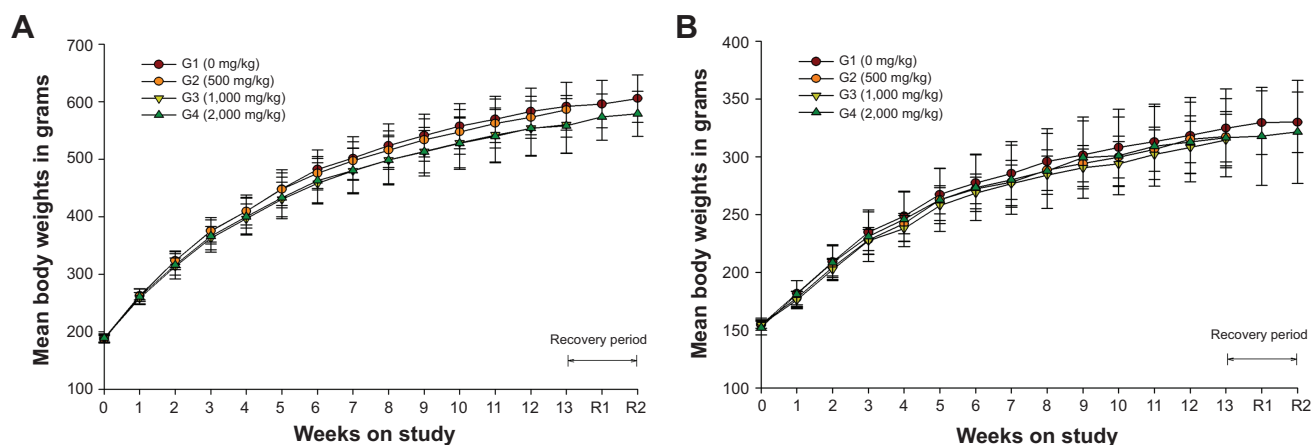 A
Mean body weights in grams
700
600
500
400
300
200
100
G1 (0 mg/kg)
G2 (500 mg/kg)
G3 (1,000 mg/kg)
G4 (2,000 mg/kg)
Recovery period
0 1 2 3 4 5 6 7 8 9 10 11 12 13 R1 R2
Weeks on study
B
Mean body weights in grams
400
350
300
250
200
150
100
G1 (0 mg/kg)
G2 (500 mg/kg)
G3 (1,000 mg/kg)
G4 (2,000 mg/kg)
Recovery period
0 1 2 3 4 5 6 7 8 9 10 11 12 13 R1 R2
Weeks on study